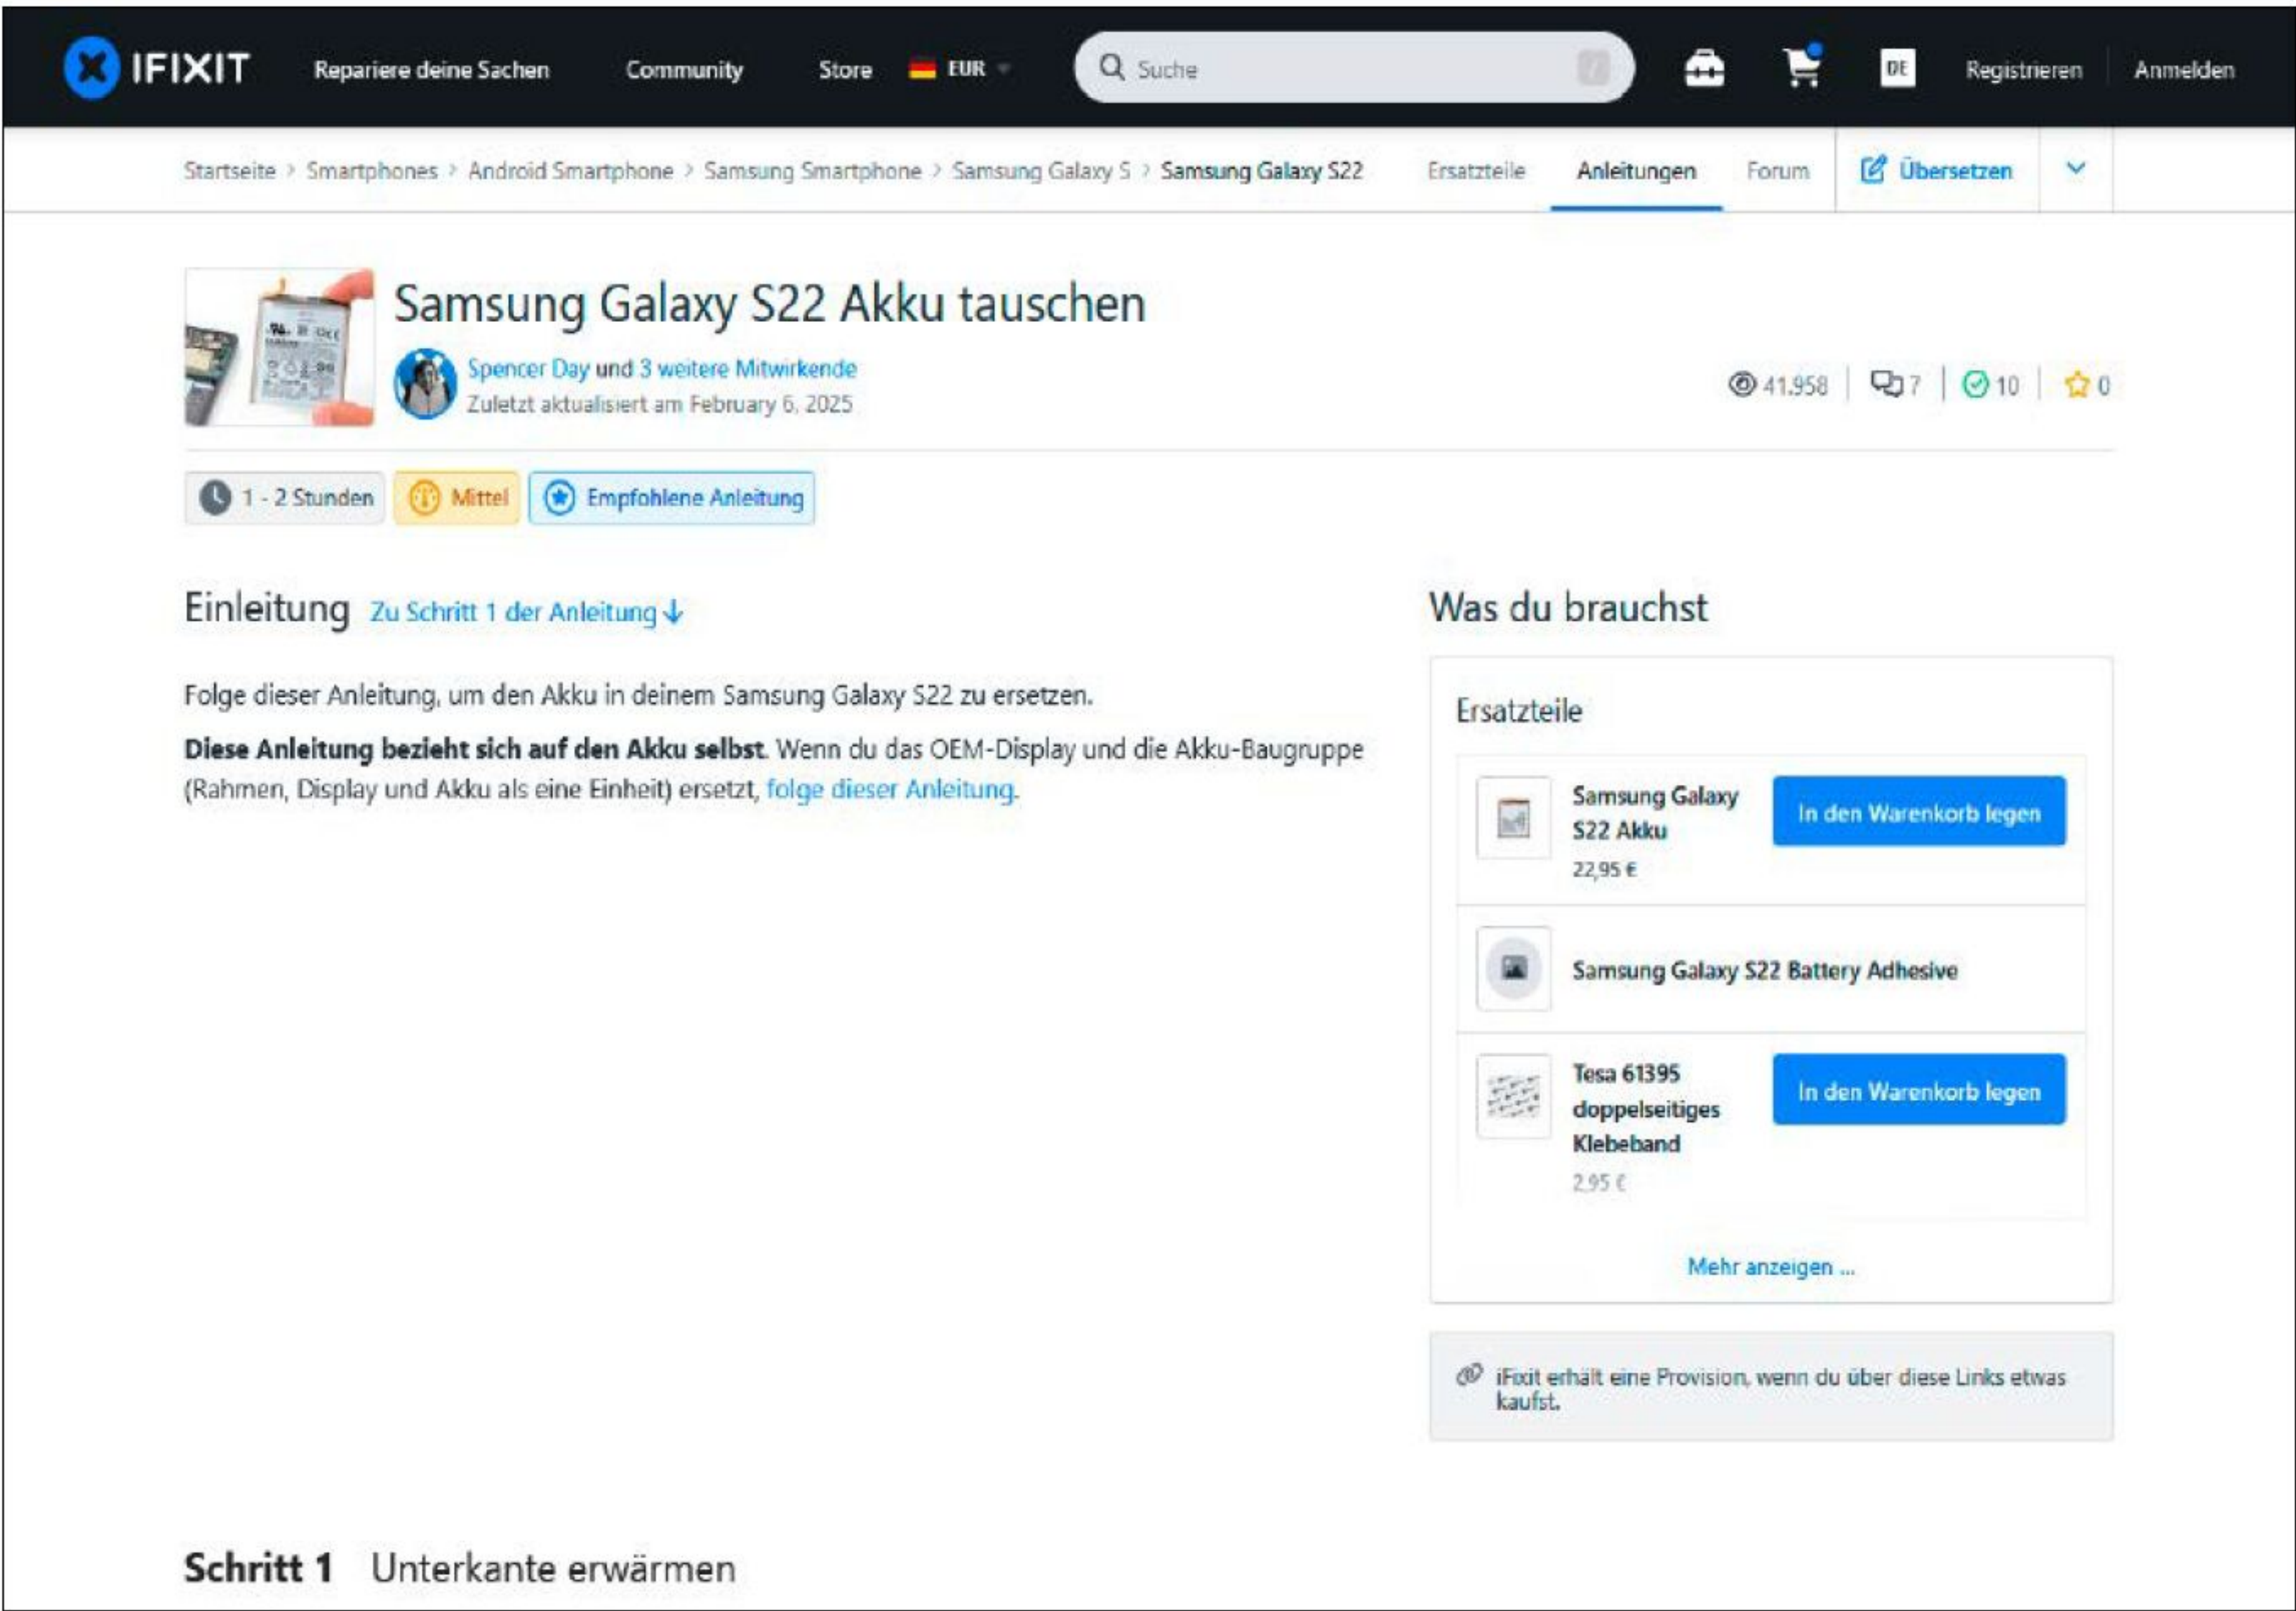 IFIXIT Repariere deine Sachen Community Store EUR Suche / DE Registrieren Anmelden
Startseite > Smartphones > Android Smartphone > Samsung Smartphone > Samsung Galaxy S > Samsung Galaxy S22 Ersatzteile Anleitungen Forum Übersetzen
Samsung Galaxy S22 Akku tauschen
Spencer Day und 3 weitere Mitwirkende
Zuletzt aktualisiert am February 6, 2025
41.958 7 10 0
1 - 2 Stunden Mittel Empfohlene Anleitung
Einleitung Zu Schritt 1 der Anleitung ↓
Folge dieser Anleitung, um den Akku in deinem Samsung Galaxy S22 zu ersetzen.
Diese Anleitung bezieht sich auf den Akku selbst. Wenn du das OEM-Display und die Akku-Baugruppe
(Rahmen, Display und Akku als eine Einheit) ersetzt, folge dieser Anleitung.
Was du brauchst
Ersatzteile
Samsung Galaxy
S22 Akku
22,95 €
In den Warenkorb legen
Samsung Galaxy S22 Battery Adhesive
Tesa 61395
doppelseitiges
Klebeband
2,95 €
In den Warenkorb legen
Mehr anzeigen ...
iFixit erhält eine Provision, wenn du über diese Links etwas
kaufst.
Schritt 1 Unterkante erwärmen